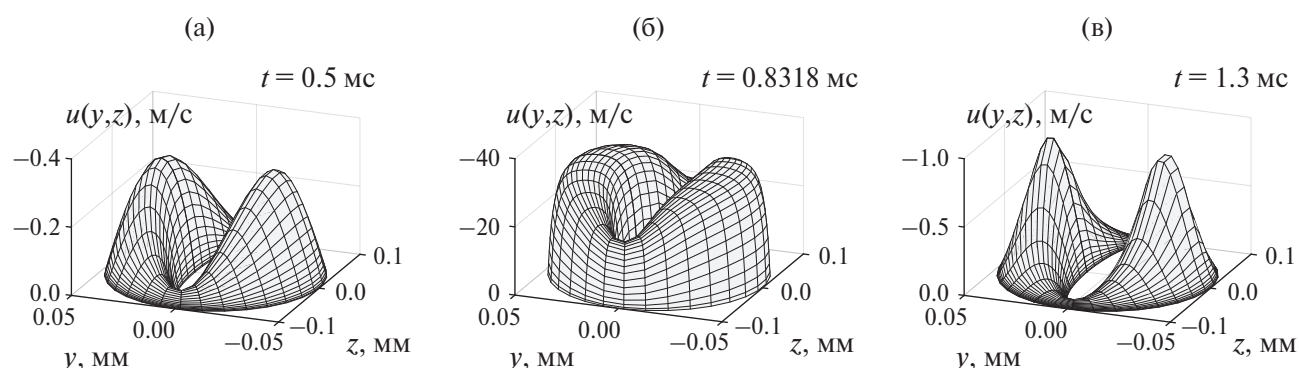 (а)
t = 0.5 мс
u(y,z), м/с
−0.4
−0.2
0.0
0.05
0.00
−0.05
y, мм
0.1
0.0
−0.1
z, мм
(б)
t = 0.8318 мс
u(y,z), м/с
−40
−20
0
0.05
0.00
−0.05
y, мм
0.1
0.0
−0.1
z, мм
(в)
t = 1.3 мс
u(y,z), м/с
−1.0
−0.5
0.0
0.05
0.00
−0.05
y, мм
0.1
0.0
−0.1
z, мм